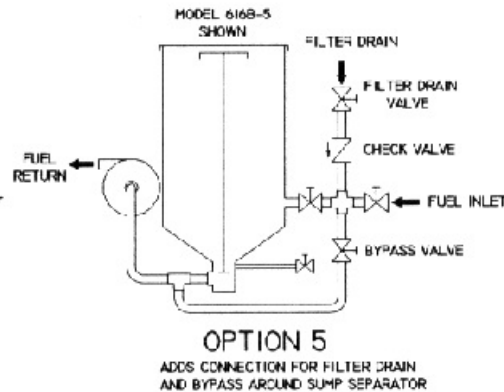 MODEL 616B-5
SHOWN
FILTER DRAIN
FILTER DRAIN
VALVE
CHECK VALVE
FUEL
RETURN
FUEL INLET
BYPASS VALVE
OPTION 5
ADDS CONNECTION FOR FILTER DRAIN
AND BYPASS AROUND SUMP SEPARATOR